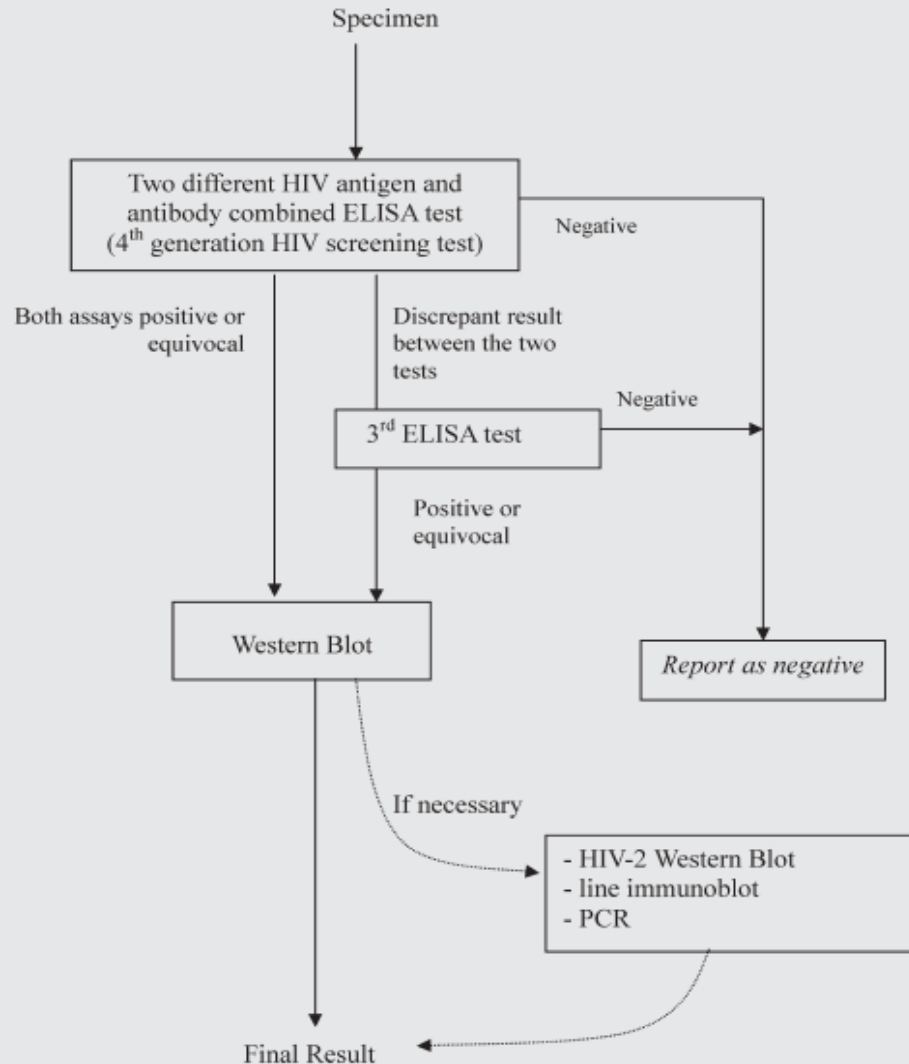 Specimen
Two different HIV antigen and
antibody combined ELISA test
(4th generation HIV screening test)
Negative
Both assays positive or
equivocal
Discrepant result
between the two
tests
Negative
3rd ELISA test
Positive or
equivocal
Western Blot
Report as negative
If necessary
- HIV-2 Western Blot
- line immunoblot
- PCR
Final Result